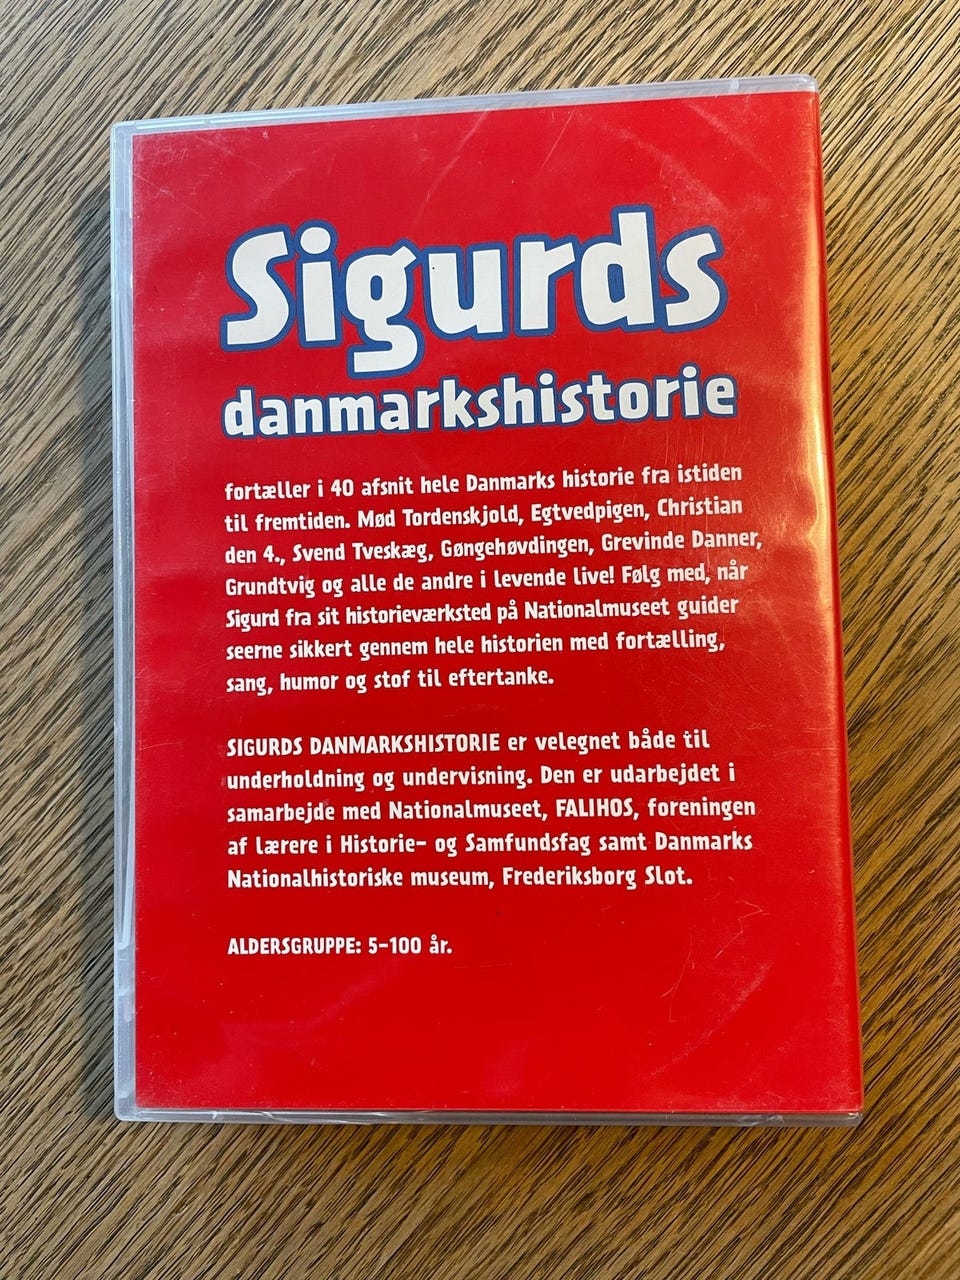 Sigurds
danmarkshistorie
fortæller i 40 afsnit hele Danmarks historie fra istiden
til fremtiden. Mød Tordenskjold, Egtvedpigen, Christian
den 4., Svend Tveskæg, Gøngehøvdingen, Grevinde Danner,
Grundtvig og alle de andre i levende live! Følg med, når
Sigurd fra sit historieværksted på Nationalmuseet guider
seerne sikkert gennem hele historien med fortælling,
sang, humor og stof til eftertanke.
SIGURDS DANMARKSHISTORIE er velegnet både til
underholdning og undervisning. Den er udarbejdet i
samarbejde med Nationalmuseet, FALIHOS, foreningen
af lærere i Historie- og Samfundsfag samt Danmarks
Nationalhistoriske museum, Frederiksborg Slot.
ALDERSGRUPPE: 5-100 år.